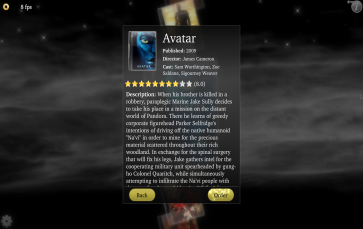 8 fps
Avatar
Published: 2009
Director: James Cameron
Cast: Sam Worthington, Zoe
Saldana, Sigourney Weaver
(8.0)
Description: When his brother is killed in a
robbery, paraplegic Marine Jake Sully decides
to take his place in a mission on the distant
world of Pandora. There he learns of greedy
corporate figurehead Parker Selfridge's
intentions of driving off the native humanoid
"Na'vi" in order to mine for the precious
material scattered throughout their rich
woodland. In exchange for the spinal surgery
that will fix his legs, Jake gathers intel for the
cooperating military unit spearheaded by gung-
ho Colonel Quaritch, while simultaneously
attempting to infiltrate the Na'vi people with
Back
Order